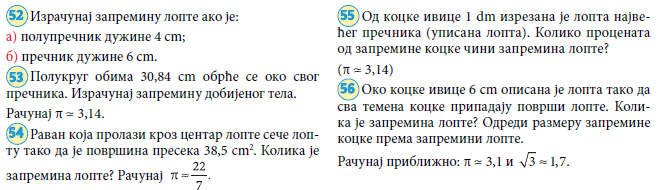 52 Израчунај запремину лопте ако је:
а) полупречник дужине 4 cm;
б) пречник дужине 6 cm.
53 Полукруг обима 30,84 cm обрће се око свог
пречника. Израчунај запремину добијеног тела.
Рачунај π ≈ 3,14.
54 Раван која пролази кроз центар лопте сече лоп-
ту тако да је површина пресека 38,5 cm². Колика је
запремина лопте? Рачунај π ≈ 22/7.
55 Од коцке ивице 1 dm изрезана је лопта најве-
ћег пречника (уписана лопта). Колико процената
од запремине коцке чини запремина лопте?
(π ≈ 3,14)
56 Око коцке ивице 6 cm описана је лопта тако да
сва темена коцке припадају површи лопте. Коли-
ка је запремина лопте? Одреди размеру запремине
коцке према запремини лопте.
Рачунај приближно: π ≈ 3,1 и √3 ≈ 1,7.